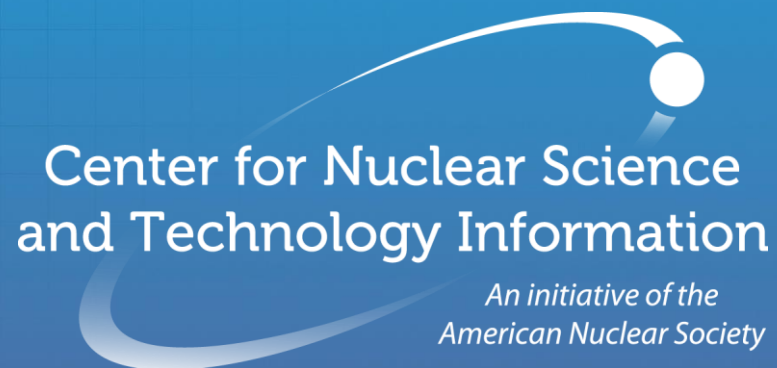 Center for Nuclear Science
and Technology Information
An initiative of the
American Nuclear Society